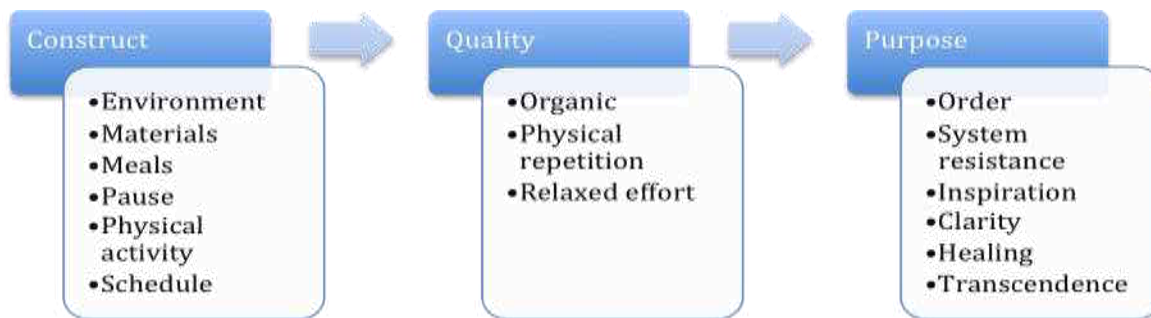 Construct
•Environment
•Materials
•Meals
•Pause
•Physical
activity
•Schedule
Quality
•Organic
•Physical
repetition
•Relaxed effort
Purpose
•Order
•System
resistance
•Inspiration
•Clarity
•Healing
•Transcendence